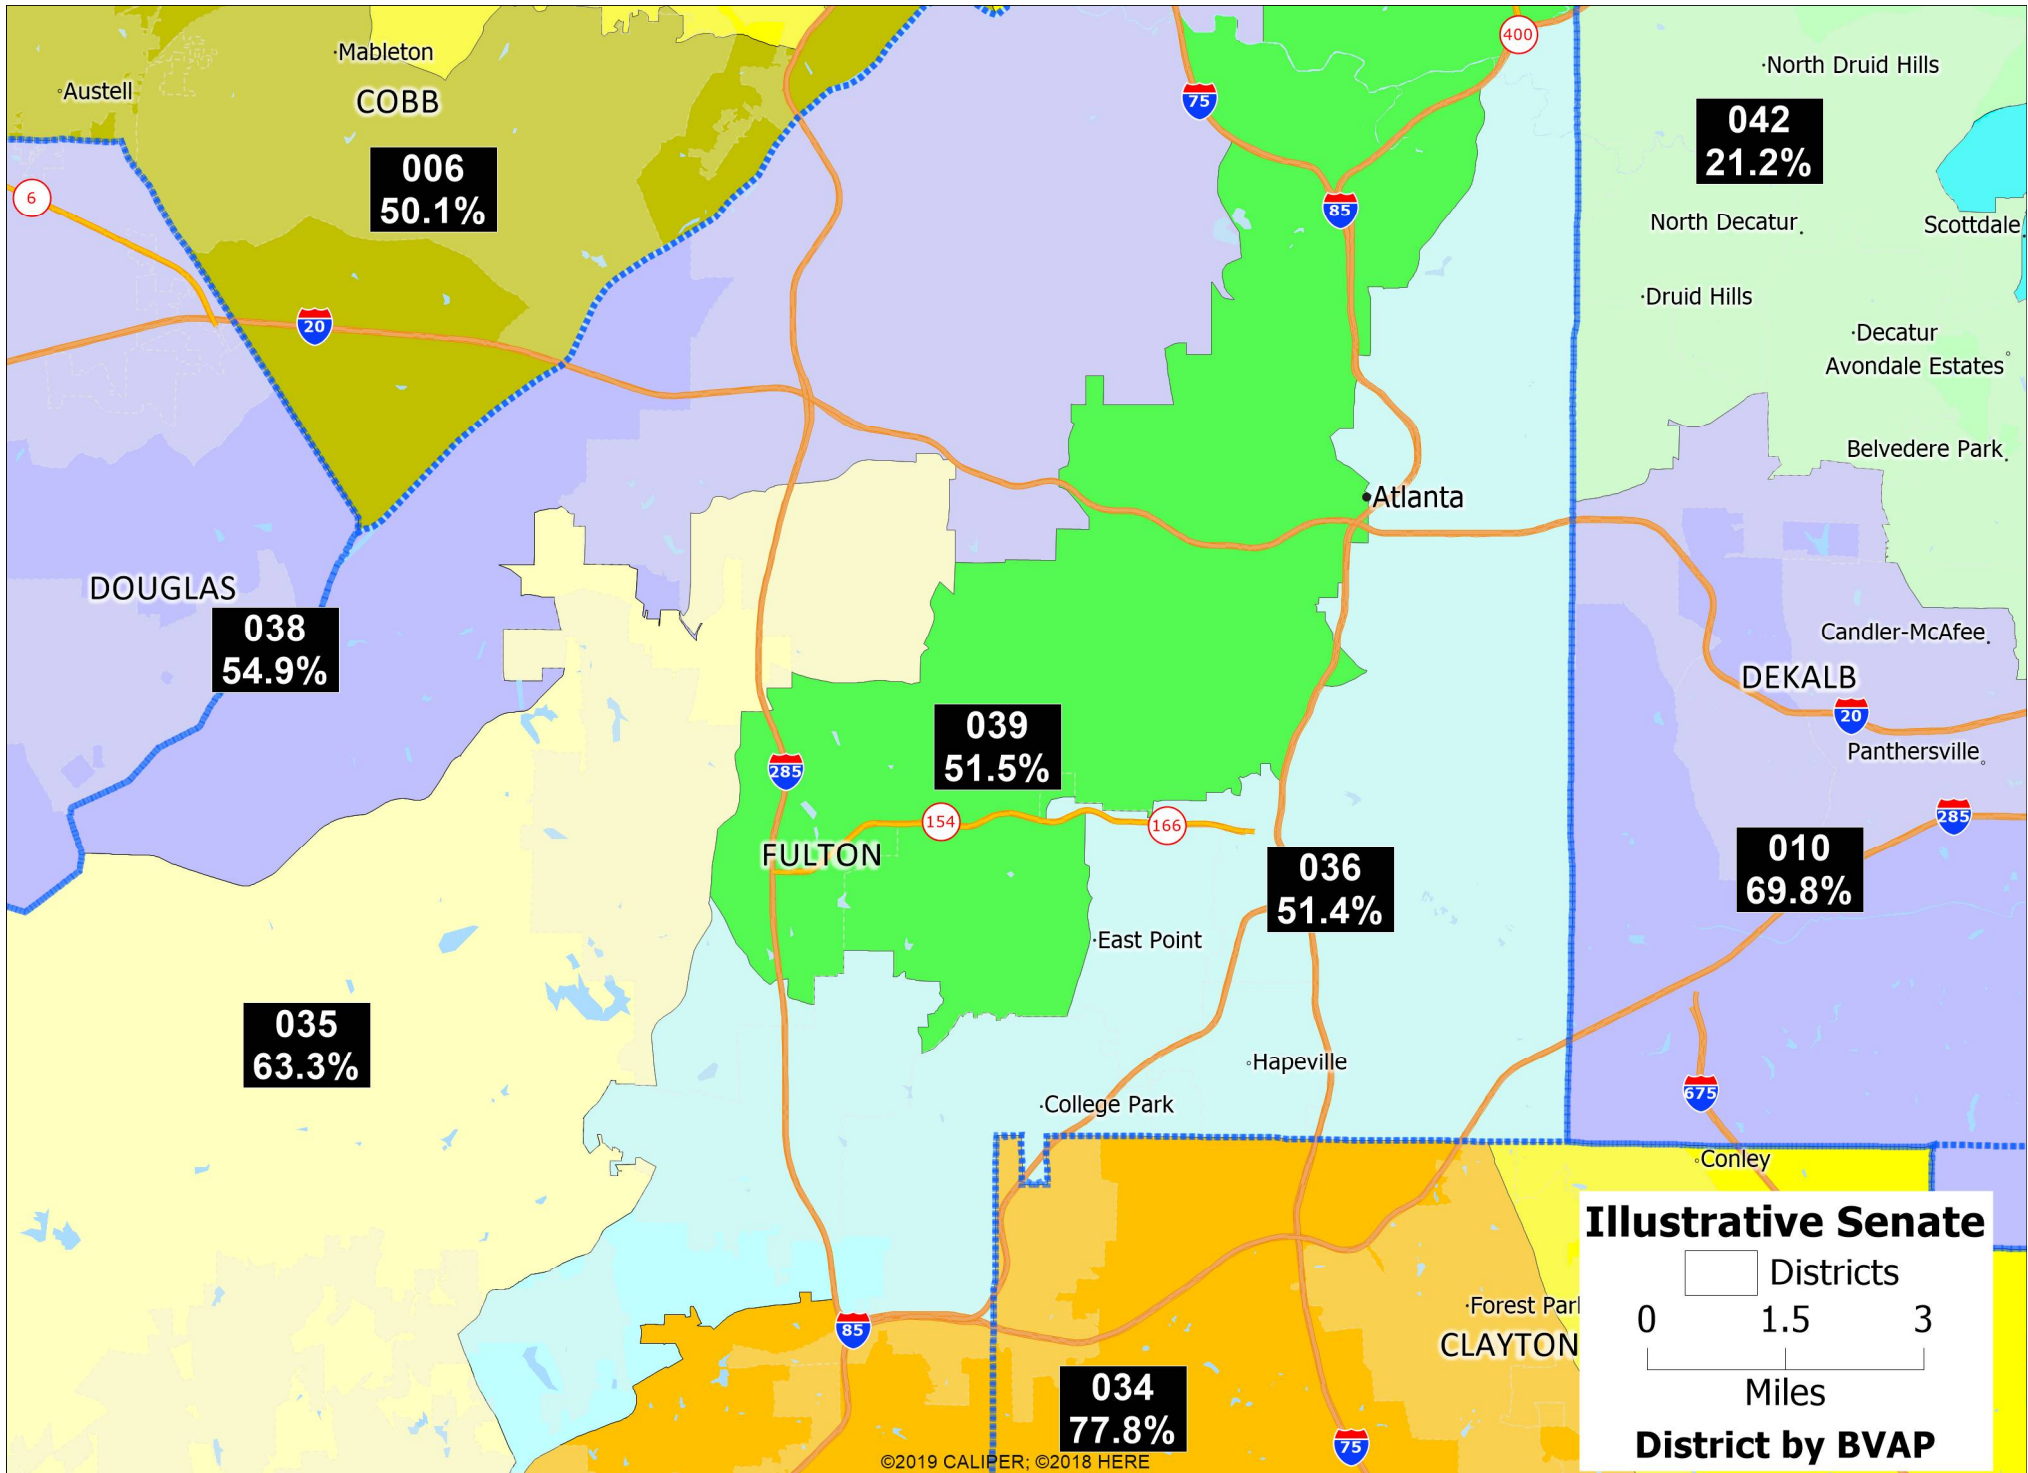 400
Mableton
North Druid Hills
Austell
COBB
75
042
21.2%
006
50.1%
6
85
North Decatur
Scottdale
Druid Hills
20
Decatur
Avondale Estates
Belvedere Park
Atlanta
DOUGLAS
038
54.9%
Candler-McAfee
DEKALB
039
51.5%
20
Panthersville
285
154
166
285
FULTON
036
51.4%
010
69.8%
East Point
035
63.3%
Hapeville
College Park
675
Conley
Illustrative Senate
Districts
0 1.5 3
Miles
District by BVAP
Forest Par
CLAYTON
85
034
77.8%
75
©2019 CALIPER; ©2018 HERE